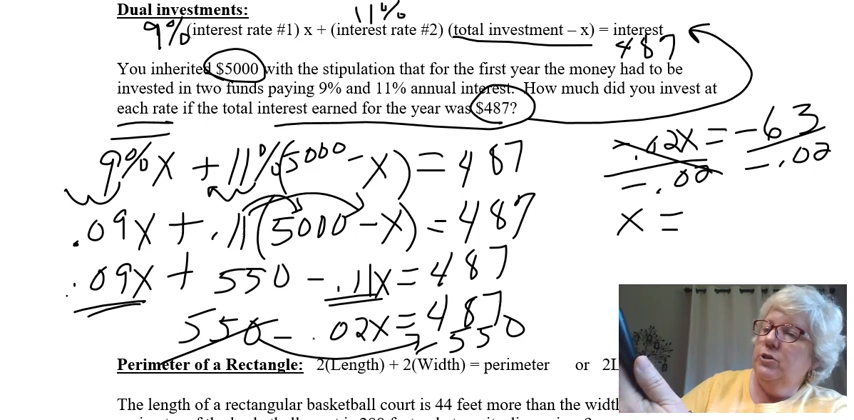 Dual investments:
9% 11%
(interest rate #1) x + (interest rate #2) (total investment – x) = interest
487
You inherited $5000 with the stipulation that for the first year the money had to be
invested in two funds paying 9% and 11% annual interest. How much did you invest at
each rate if the total interest earned for the year was $487?
9%x + 11%(5000 - x) = 487
.09x + .11(5000 - x) = 487
.09x + 550 - .11x = 487
550 - .02x = 487
- 550
-.02x = -63
-.02 -.02
x =
Perimeter of a Rectangle: 2(Length) + 2(Width) = perimeter or 2L
The length of a rectangular basketball court is 44 feet more than the width